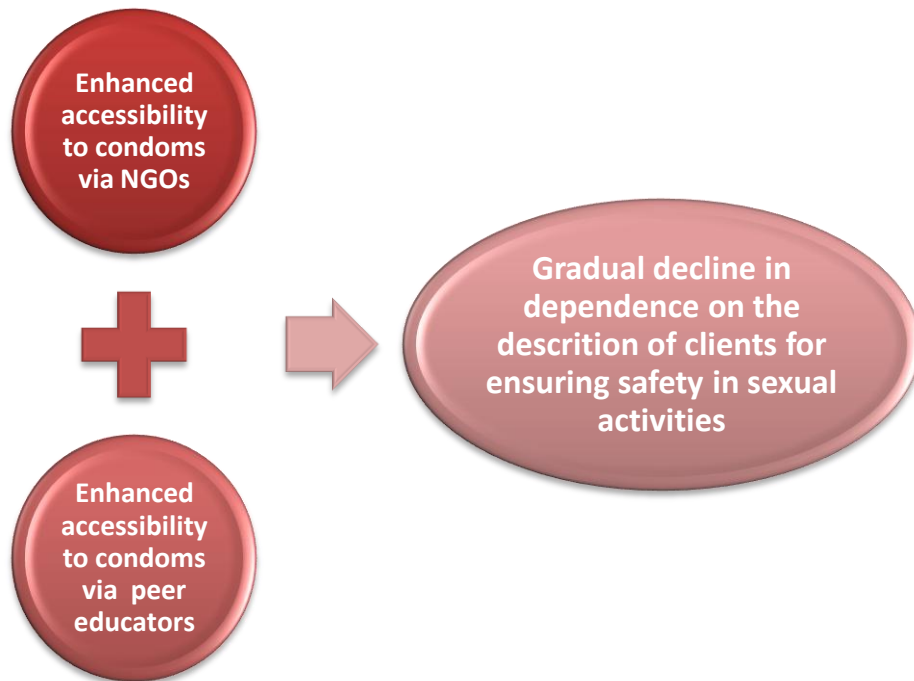 Enhanced
accessibility
to condoms
via NGOs
Gradual decline in
dependence on the
descrition of clients for
ensuring safety in sexual
activities
Enhanced
accessibility
to condoms
via peer
educators